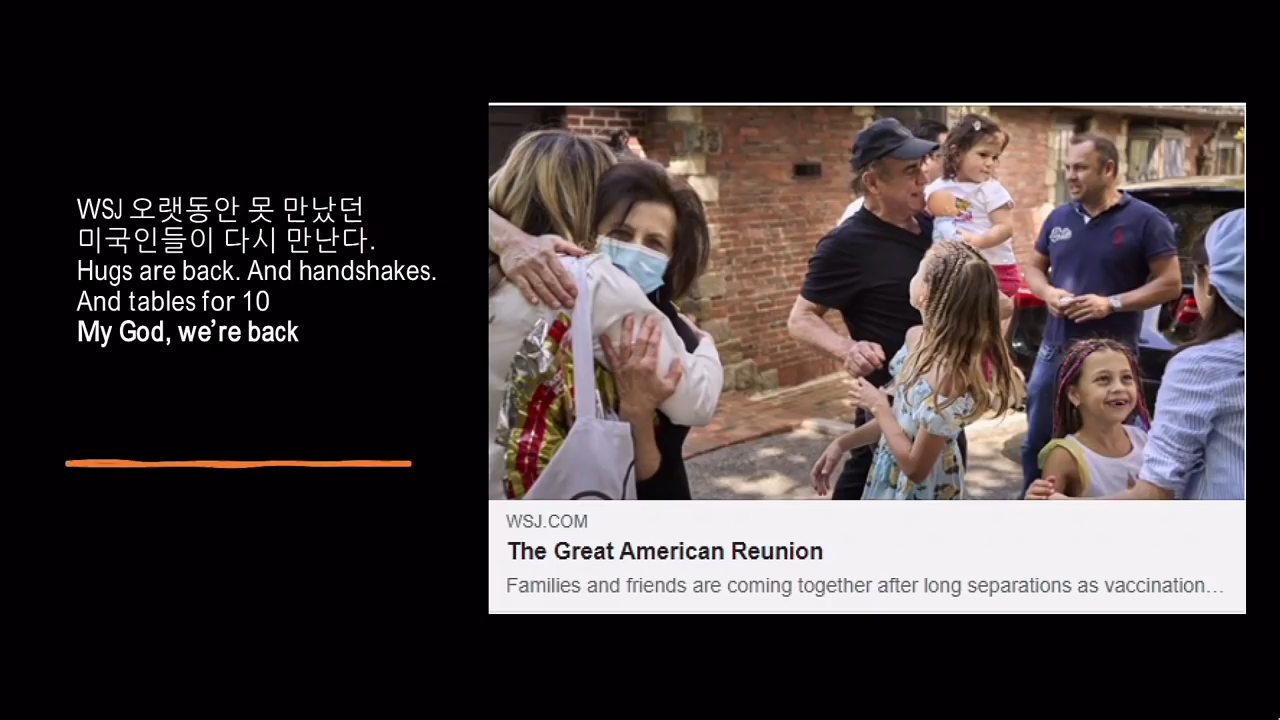 WSJ 오랫동안 못 만났던
미국인들이 다시 만난다.
Hugs are back. And handshakes.
And tables for 10
My God, we’re back
WSJ.COM
The Great American Reunion
Families and friends are coming together after long separations as vaccination…